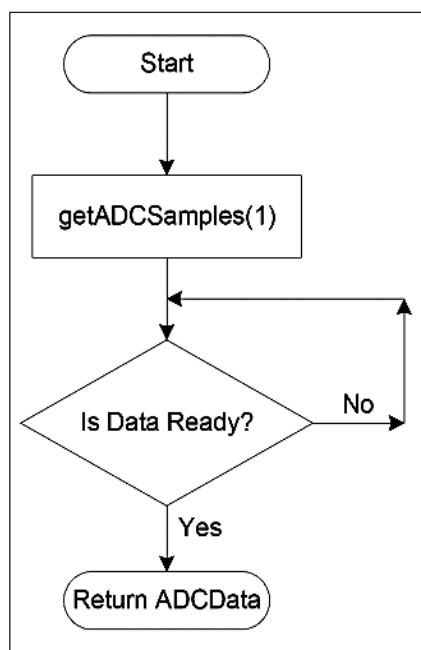 Start
getADCSamples(1)
Is Data Ready?
No
Yes
Return ADCData